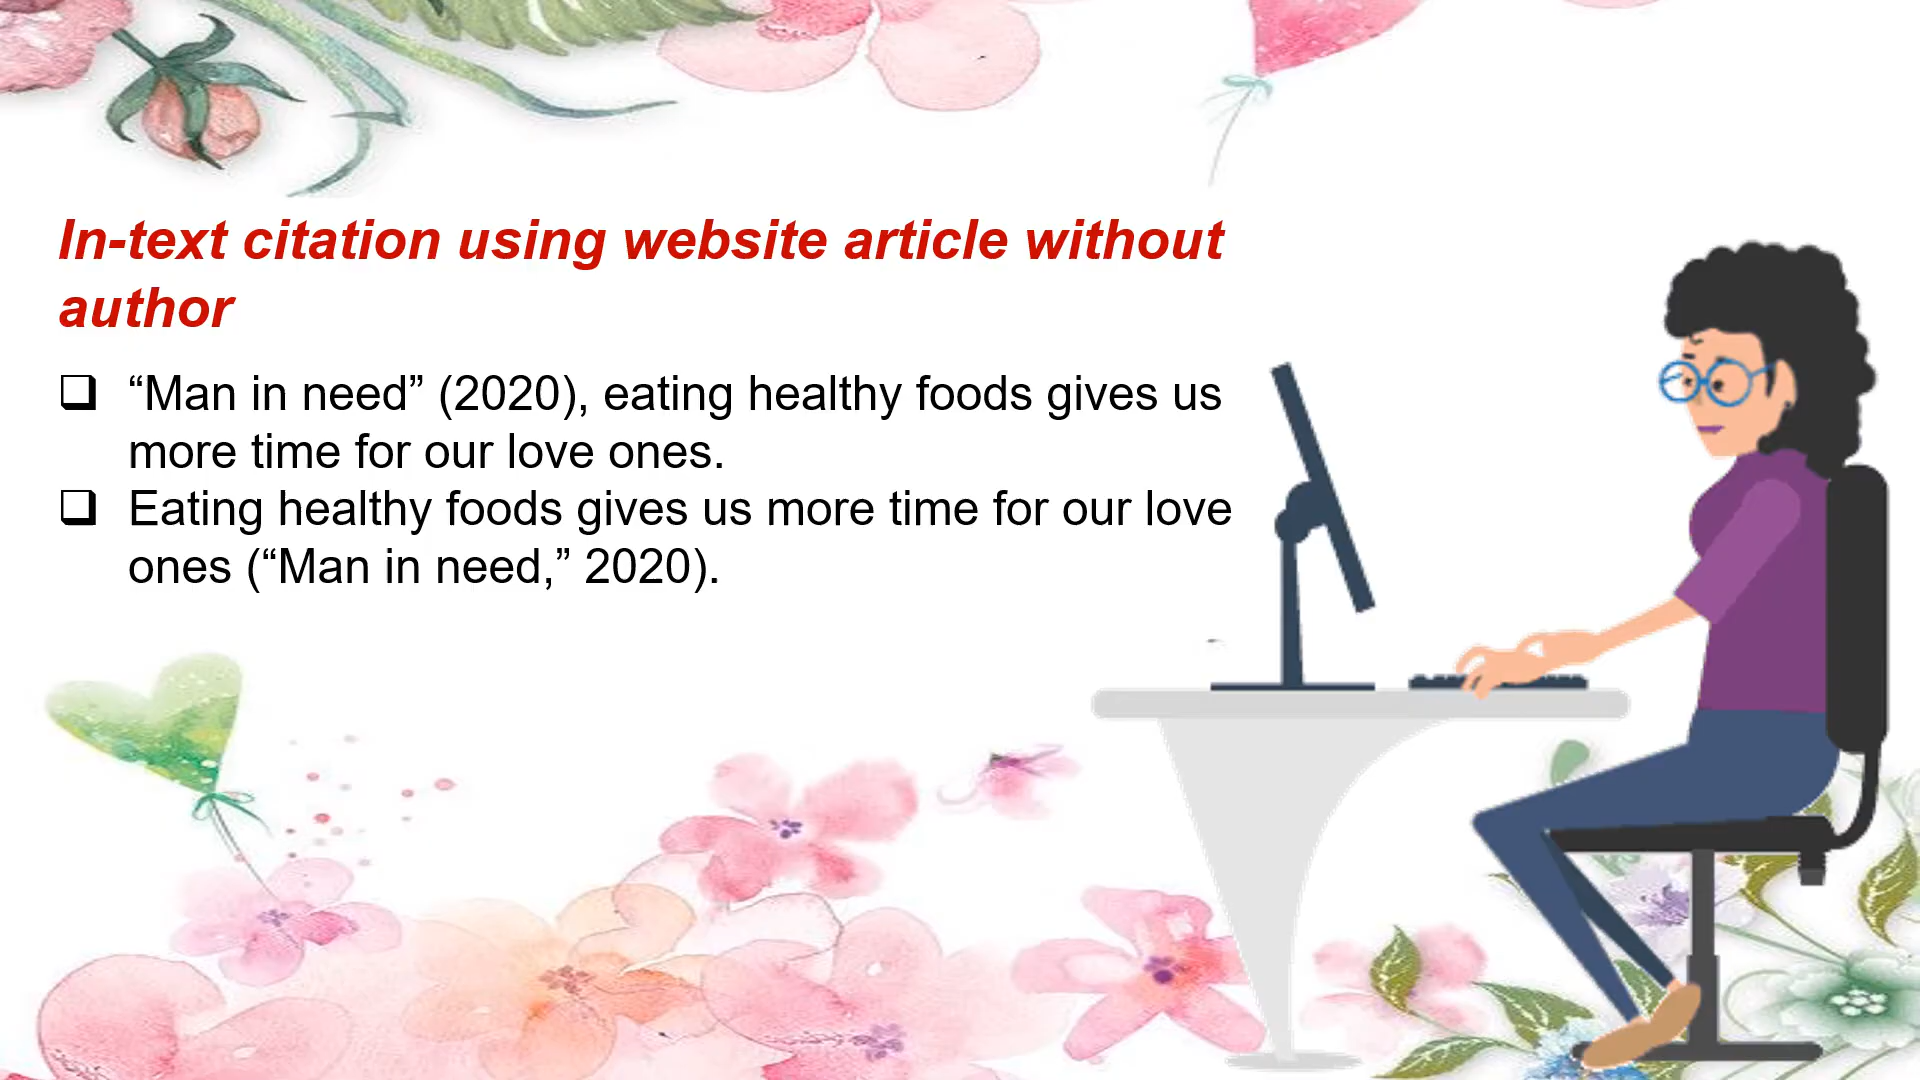 In-text citation using website article without
author
❑ “Man in need” (2020), eating healthy foods gives us
more time for our love ones.
❑ Eating healthy foods gives us more time for our love
ones (“Man in need,” 2020).